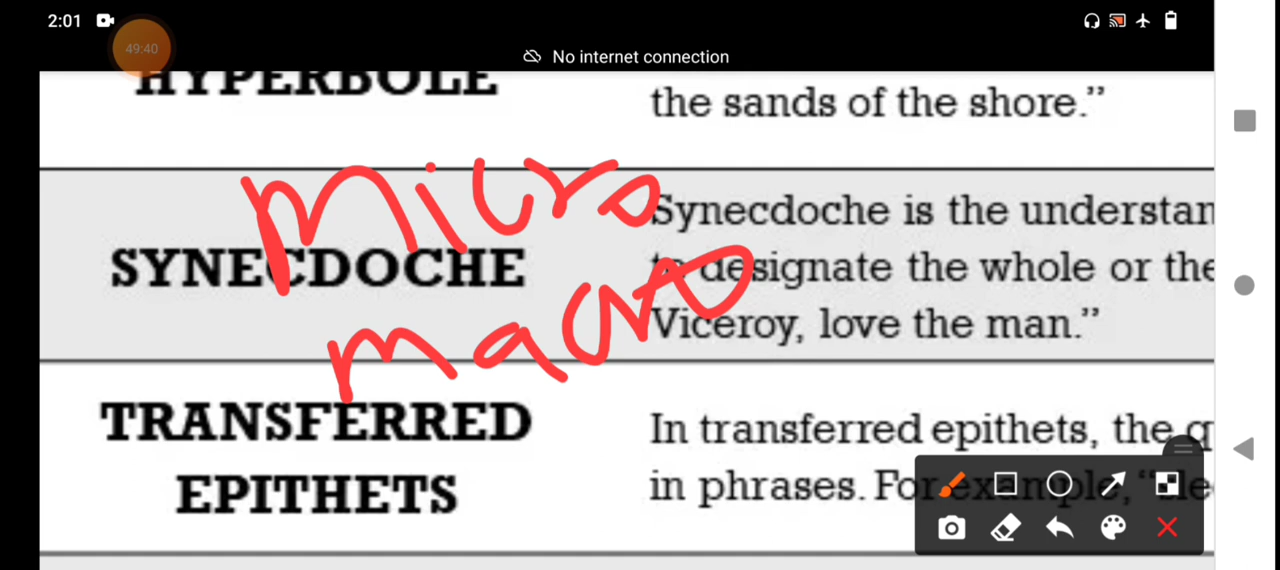 2:01
49:40
No internet connection
HYPERBOLE
the sands of the shore.”
Micro
SYNECDOCHE
Synecdoche is the understan
to designate the whole or the
Viceroy, love the man.”
macro
TRANSFERRED
EPITHETS
In transferred epithets, the q
in phrases. For example, “